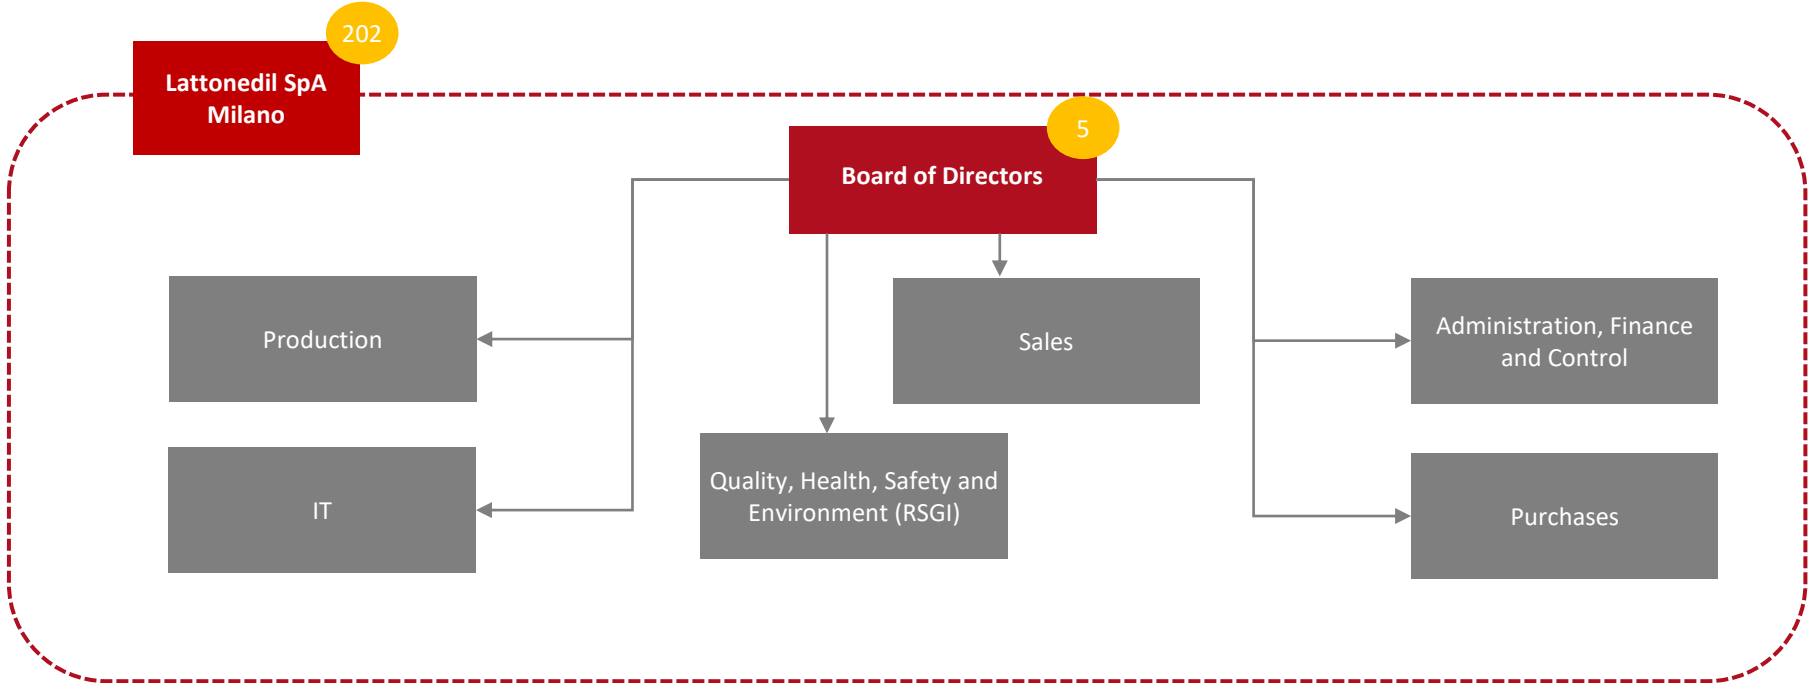 202
Lattonedil SpA
Milano
5
Board of Directors
Production
Sales
Administration, Finance
and Control
IT
Quality, Health, Safety and
Environment (RSGI)
Purchases